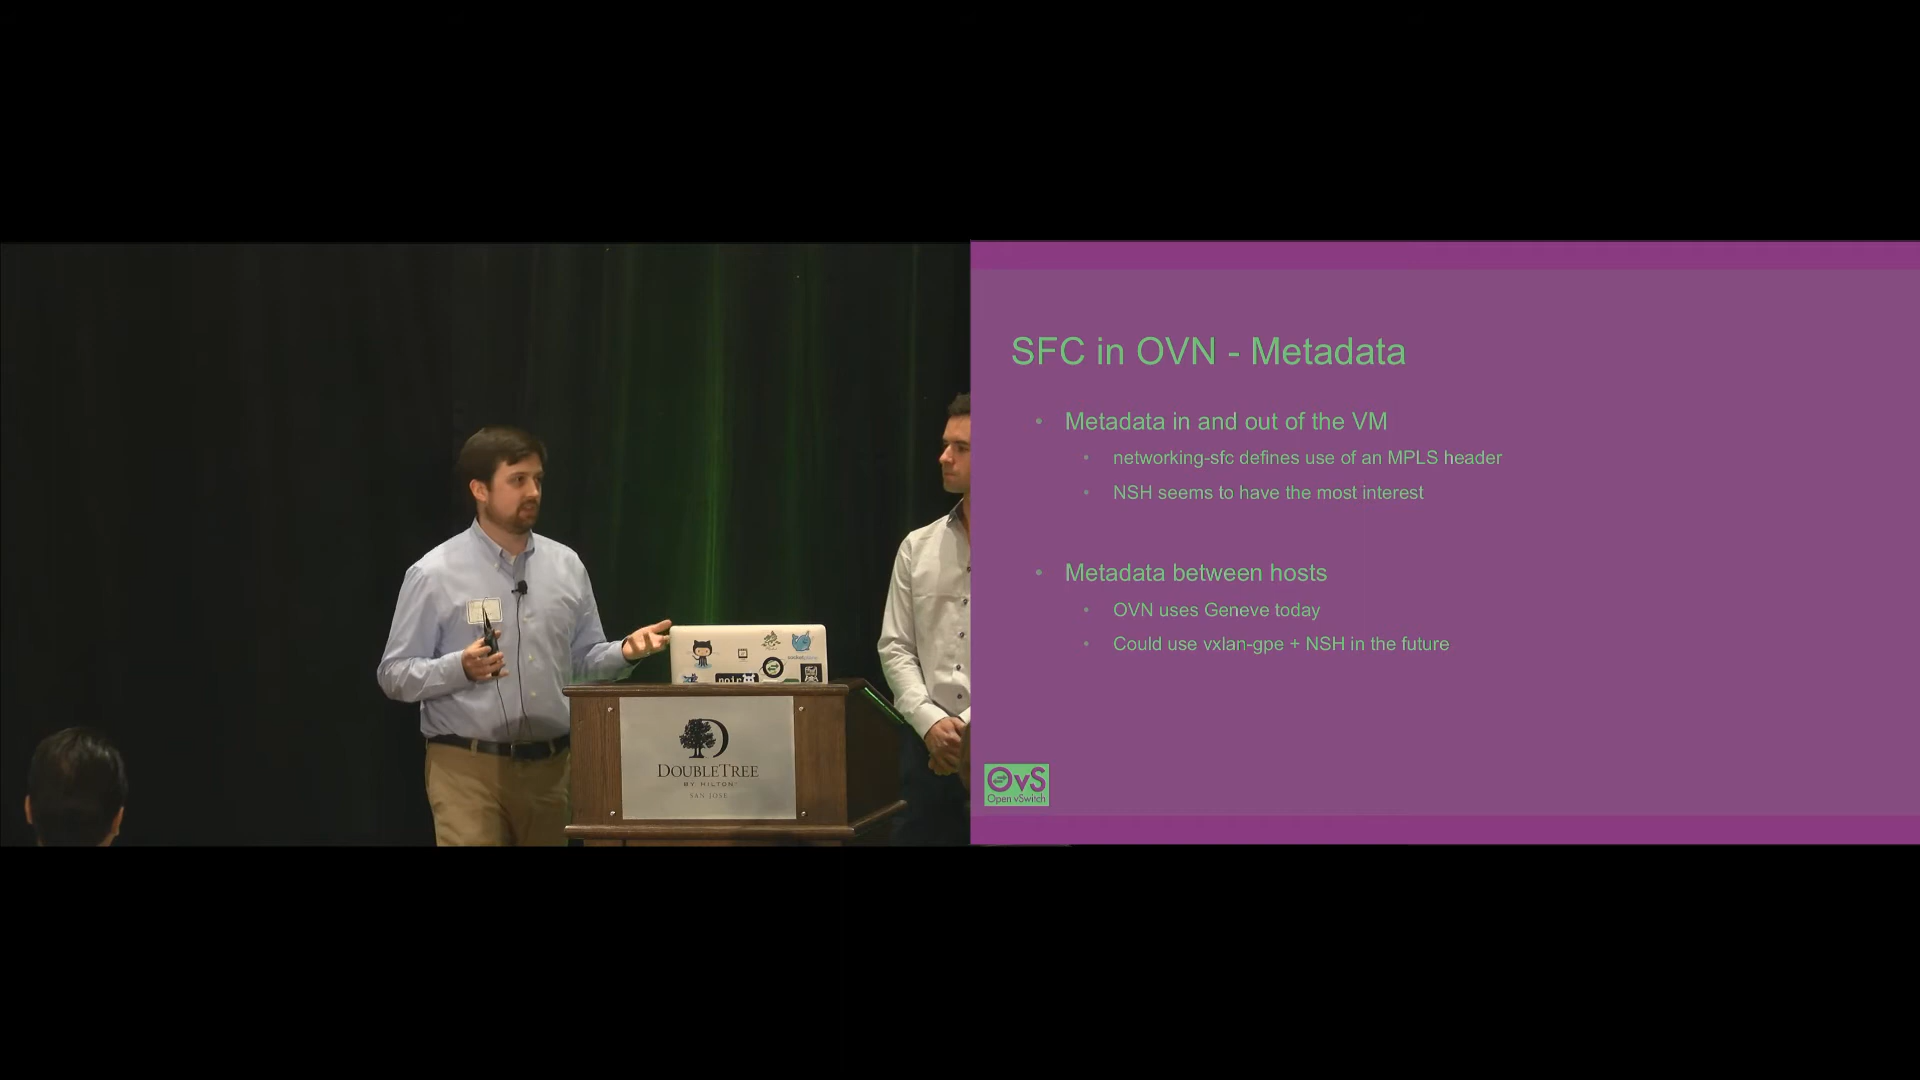 SFC in OVN - Metadata
• Metadata in and out of the VM
• networking-sfc defines use of an MPLS header
• NSH seems to have the most interest
• Metadata between hosts
• OVN uses Geneve today
• Could use vxlan-gpe + NSH in the future
OvS
Open vSwitch
DOUBLETREE
BY HILTON
SAN JOSE